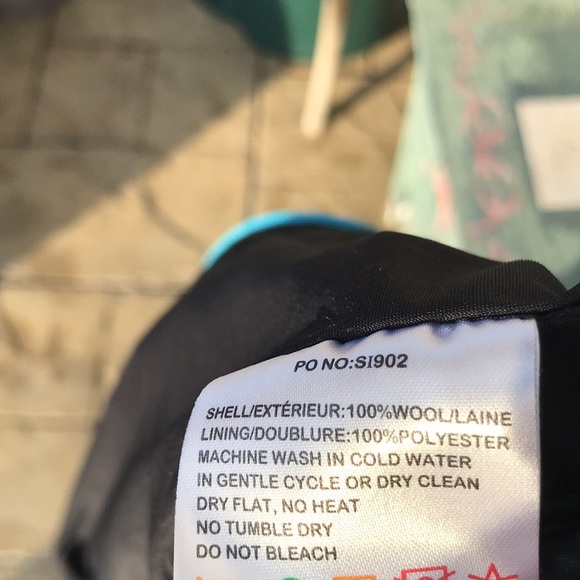 PO NO:SI902
SHELL/EXTÉRIEUR:100%WOOL/LAINE
LINING/DOUBLURE:100%POLYESTER
MACHINE WASH IN COLD WATER
IN GENTLE CYCLE OR DRY CLEAN
DRY FLAT, NO HEAT
NO TUMBLE DRY
DO NOT BLEACH